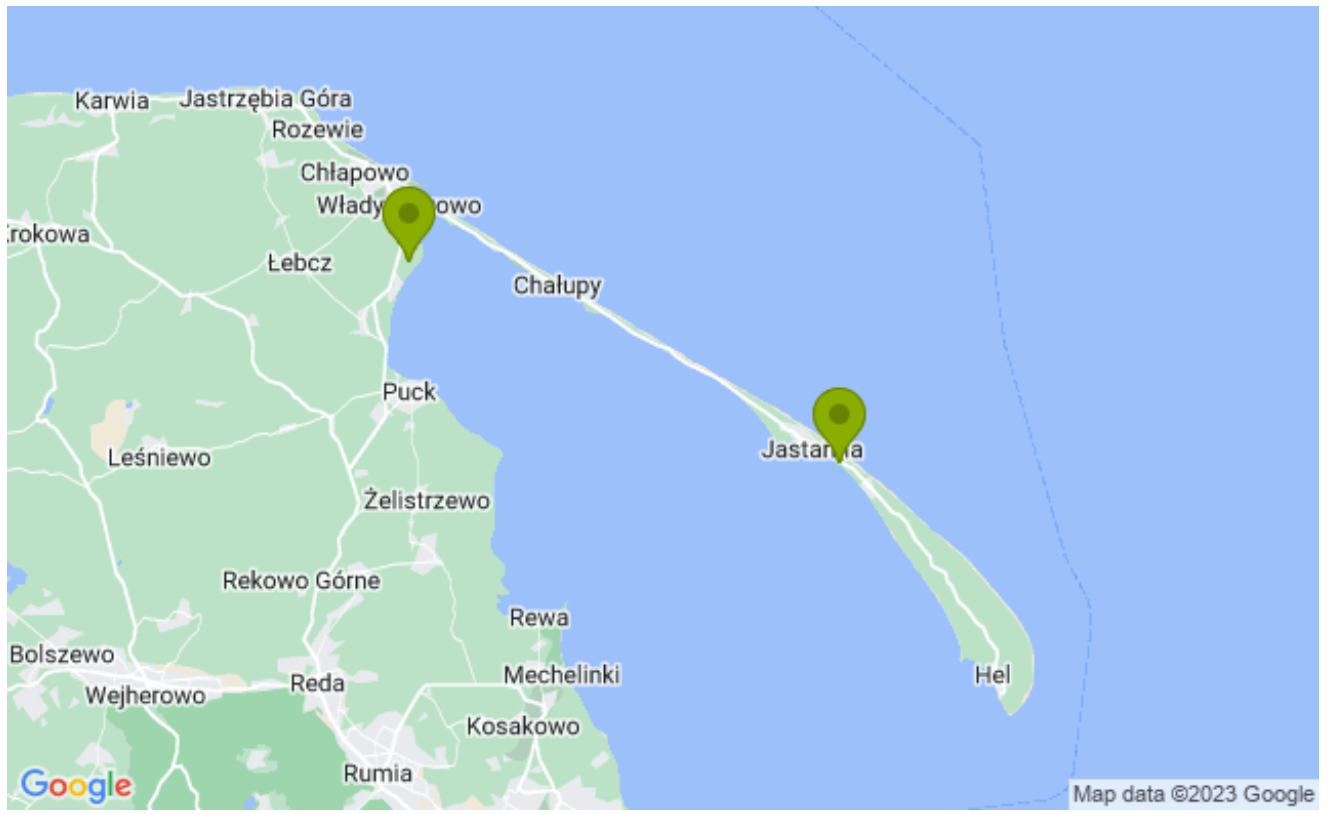 Karwia
Jastrzębia Góra
Rozewie
Chłapowo
Krokowa
Łebcz
Chałupy
Puck
Leśniewo
Żelistrzewo
Rekowo Górne
Rewa
Bolszewo
Wejherowo
Reda
Mechelinki
Hel
Kosakowo
Rumia
Google
Map data ©2023 Google